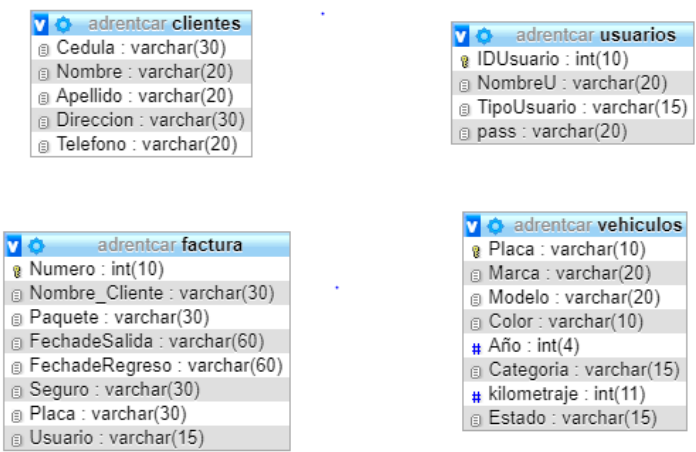 adrentcar clientes
Cedula : varchar(30)
Nombre : varchar(20)
Apellido : varchar(20)
Direccion : varchar(30)
Telefono : varchar(20)
adrentcar usuarios
IDUsuario : int(10)
NombreU : varchar(20)
TipoUsuario : varchar(15)
pass : varchar(20)
adrentcar factura
Numero : int(10)
Nombre_Cliente : varchar(30)
Paquete : varchar(30)
FechadeSalida : varchar(60)
FechadeRegreso : varchar(60)
Seguro : varchar(30)
Placa : varchar(30)
Usuario : varchar(15)
adrentcar vehiculos
Placa : varchar(10)
Marca : varchar(20)
Modelo : varchar(20)
Color : varchar(10)
# Año : int(4)
Categoria : varchar(15)
# kilometraje : int(11)
Estado : varchar(15)